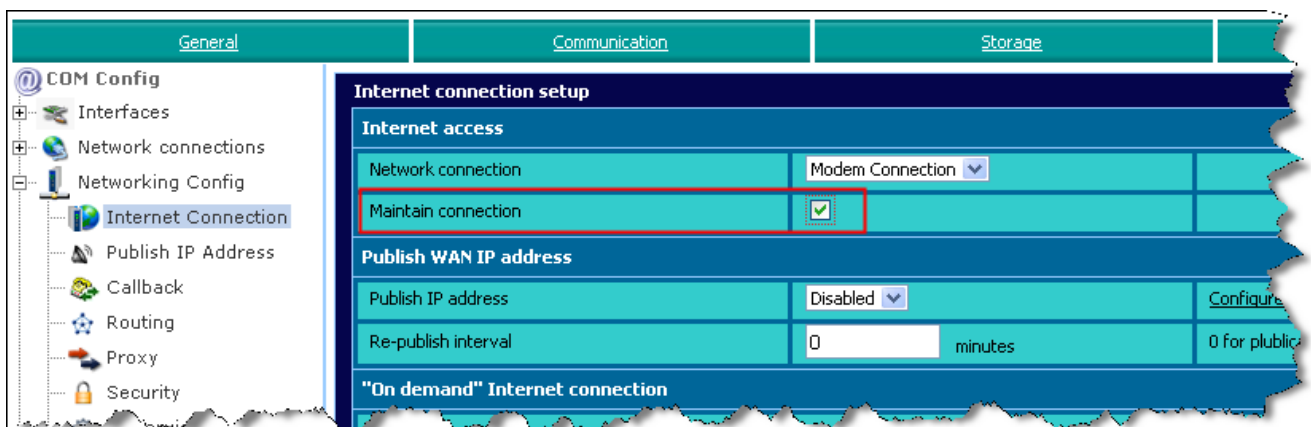 General Communication Storage
COM Config
Interfaces
Network connections
Networking Config
Internet Connection
Publish IP Address
Callback
Routing
Proxy
Security
Internet connection setup
Internet access
Network connection Modem Connection
Maintain connection
Publish WAN IP address
Publish IP address Disabled
Re-publish interval 0 minutes 0 for
"On demand" Internet connection